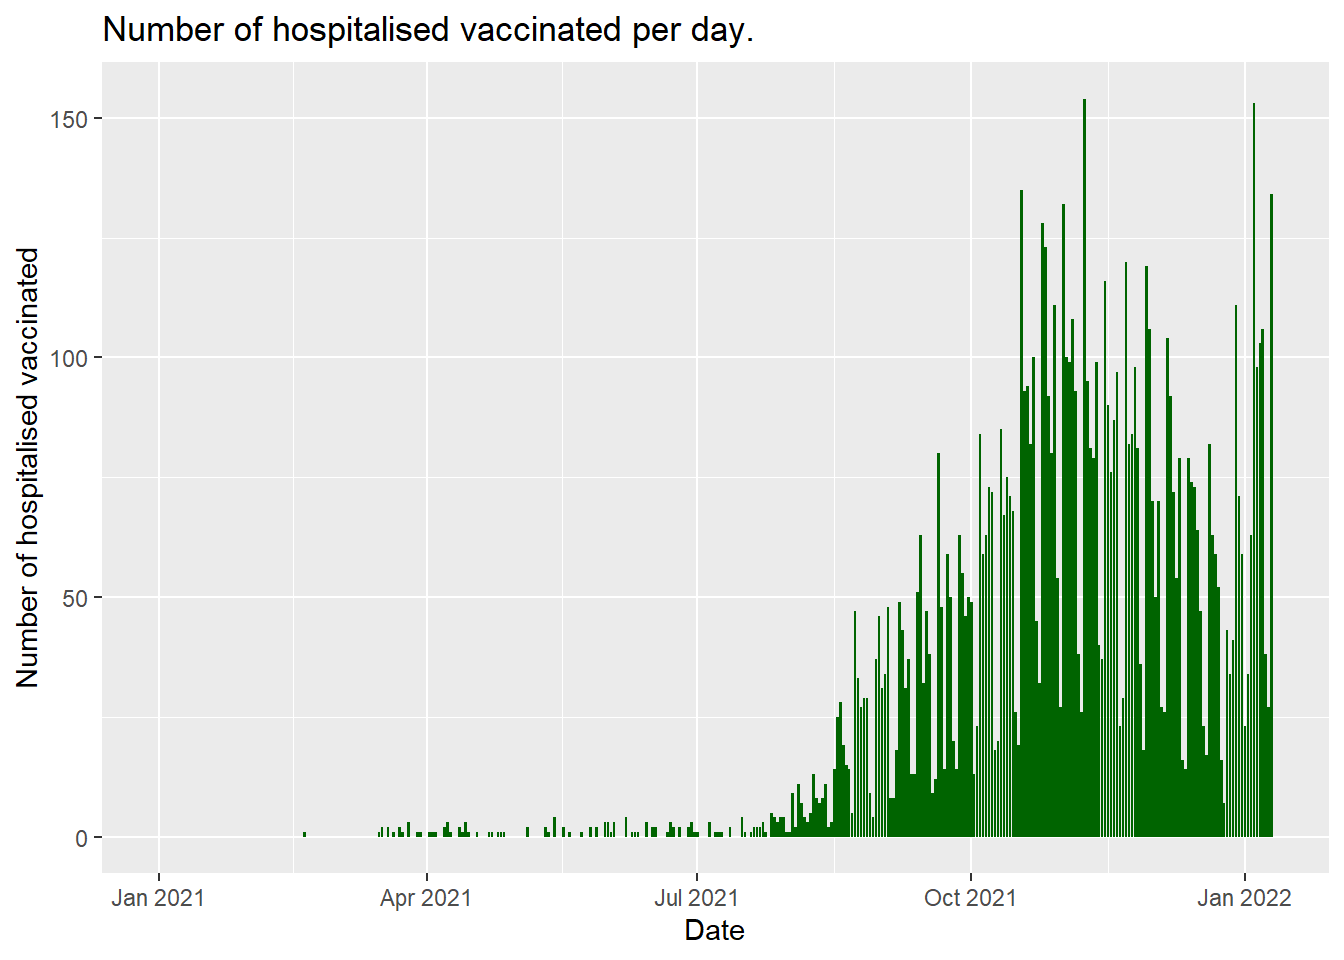 Number of hospitalised vaccinated per day.
Number of hospitalised vaccinated
150
100
50
0
Jan 2021 Apr 2021 Jul 2021 Oct 2021 Jan 2022
Date